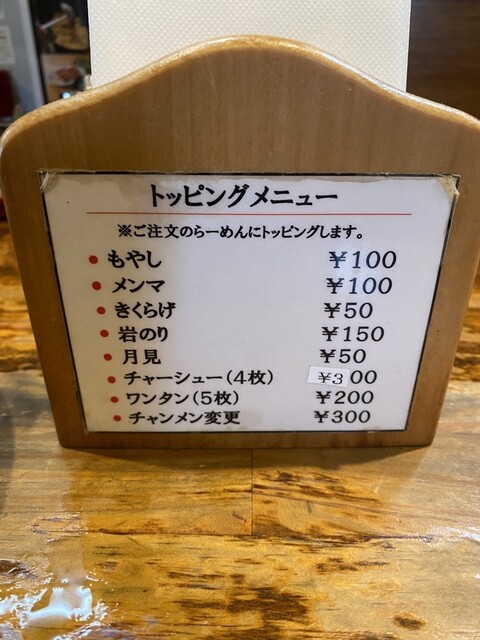 トッピングメニュー
※ご注文のらーめんにトッピングします。
●もやし ￥100
●メンマ ￥100
●きくらげ ￥50
●岩のり ￥150
●月見 ￥50
●チャーシュー(4枚) ￥300
●ワンタン(5枚) ￥200
●チャンメン変更 ￥300